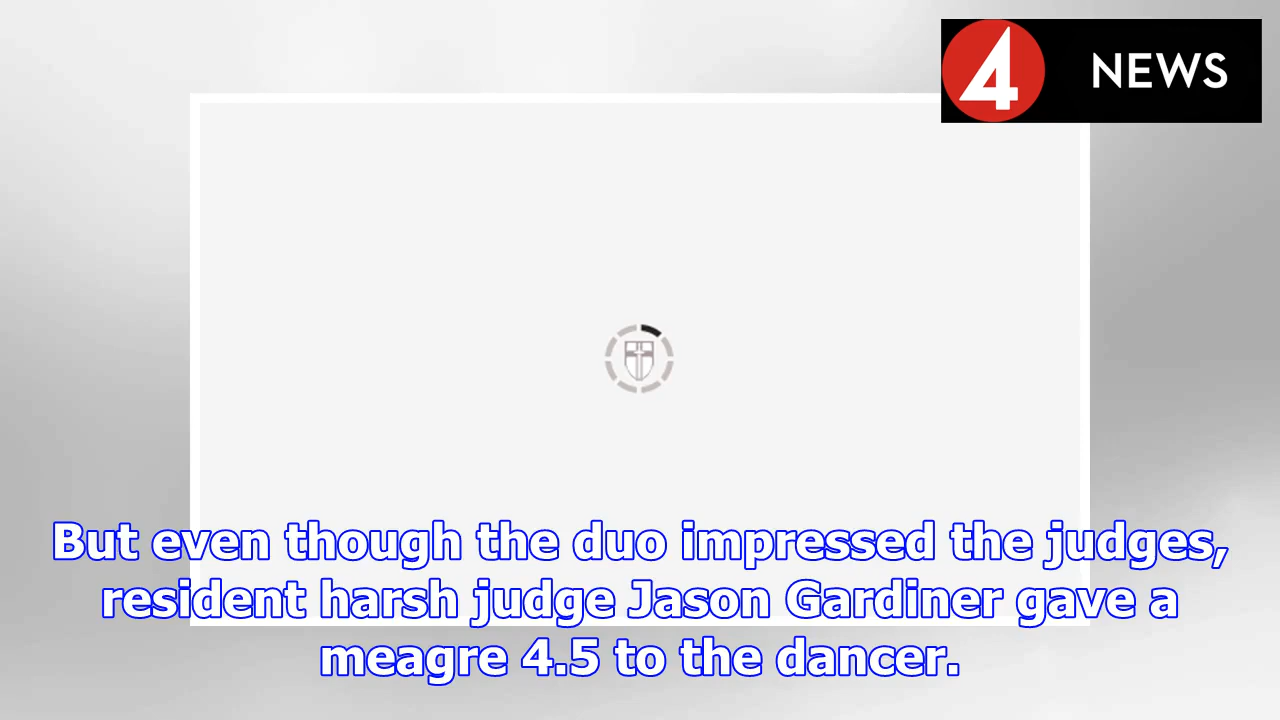 4 NEWS
But even though the duo impressed the judges,
resident harsh judge Jason Gardiner gave a
meagre 4.5 to the dancer.